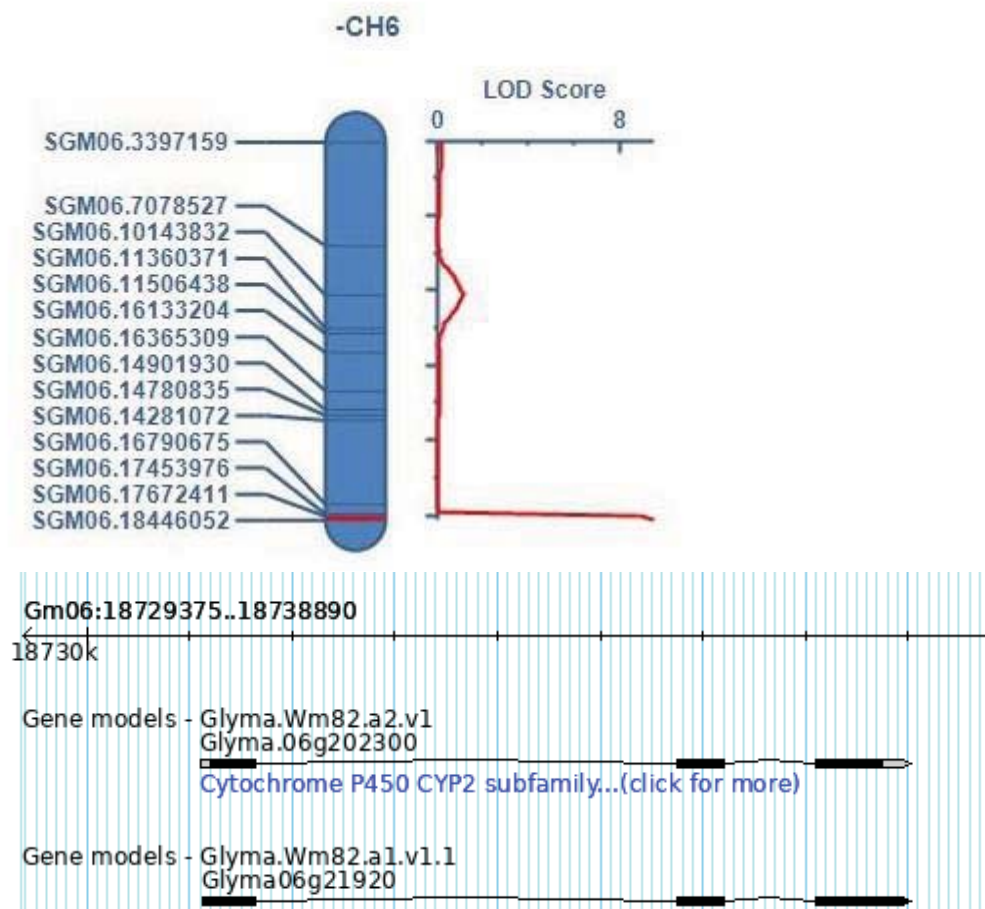 -CH6
LOD Score
0 8
SGM06.3397159
SGM06.7078527
SGM06.10143832
SGM06.11360371
SGM06.11506438
SGM06.16133204
SGM06.16365309
SGM06.14901930
SGM06.14780835
SGM06.14281072
SGM06.16790675
SGM06.17453976
SGM06.17672411
SGM06.18446052
Gm06:18729375..18738890
18730k
Gene models - Glyma.Wm82.a2.v1
Glyma.06g202300
Cytochrome P450 CYP2 subfamily...(click for more)
Gene models - Glyma.Wm82.a1.v1.1
Glyma06g21920